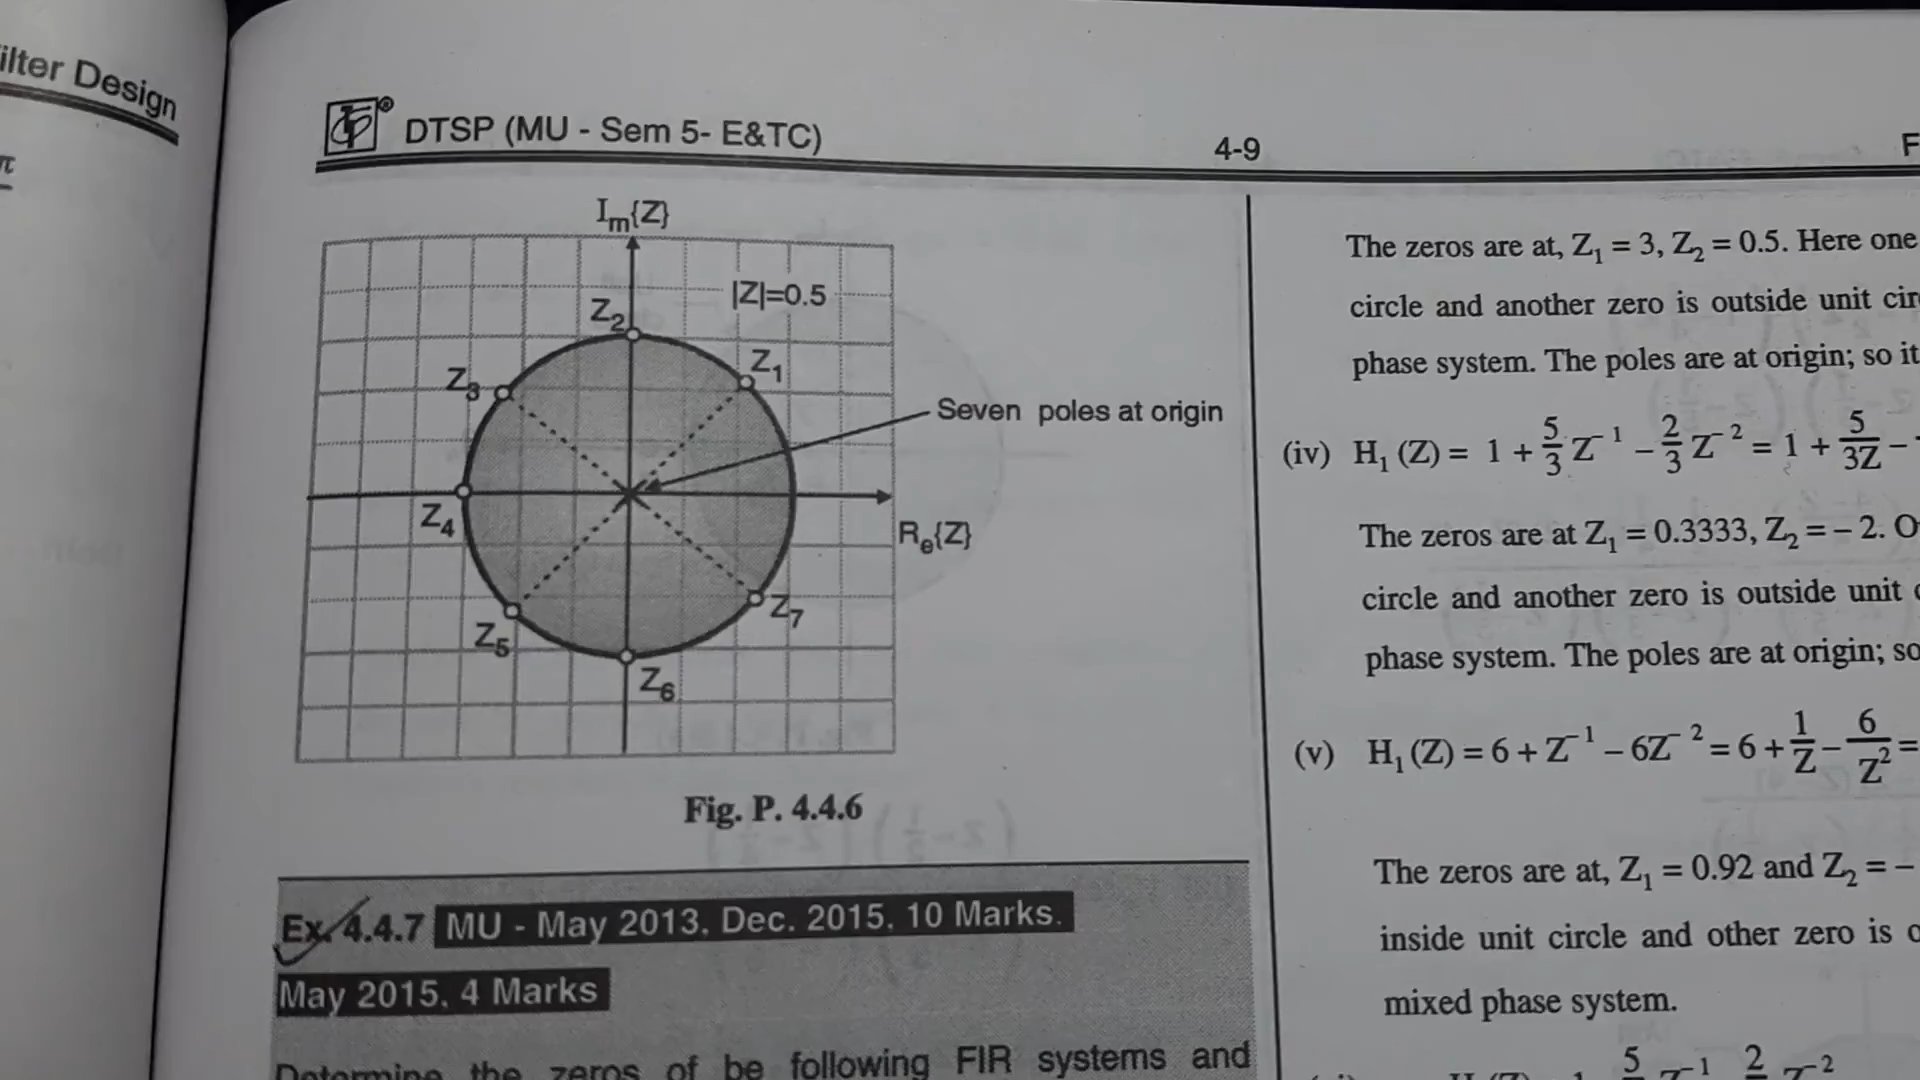 ilter Design
π
DTSP (MU - Sem 5- E&TC)
4-9
F
Im{Z}
|Z|=0.5
Z2
Z1
Z3
Seven poles at origin
Z4
Re{Z}
Z5
Z7
Z6
Fig. P. 4.4.6
Ex. 4.4.7 MU - May 2013, Dec. 2015, 10 Marks.
May 2015, 4 Marks
Determine the zeros of be following FIR systems and
The zeros are at, Z1 = 3, Z2 = 0.5. Here one
circle and another zero is outside unit cir
phase system. The poles are at origin; so it
(iv) H1 (Z) = 1 + 5/3 Z^-1 – 2/3 Z^-2 = 1 + 5/3Z –
The zeros are at Z1 = 0.3333, Z2 = – 2. O
circle and another zero is outside unit
phase system. The poles are at origin; so
(v) H1 (Z) = 6 + Z^-1 – 6Z^-2 = 6 + 1/Z – 6/Z^2 =
The zeros are at, Z1 = 0.92 and Z2 = –
inside unit circle and other zero is o
mixed phase system.